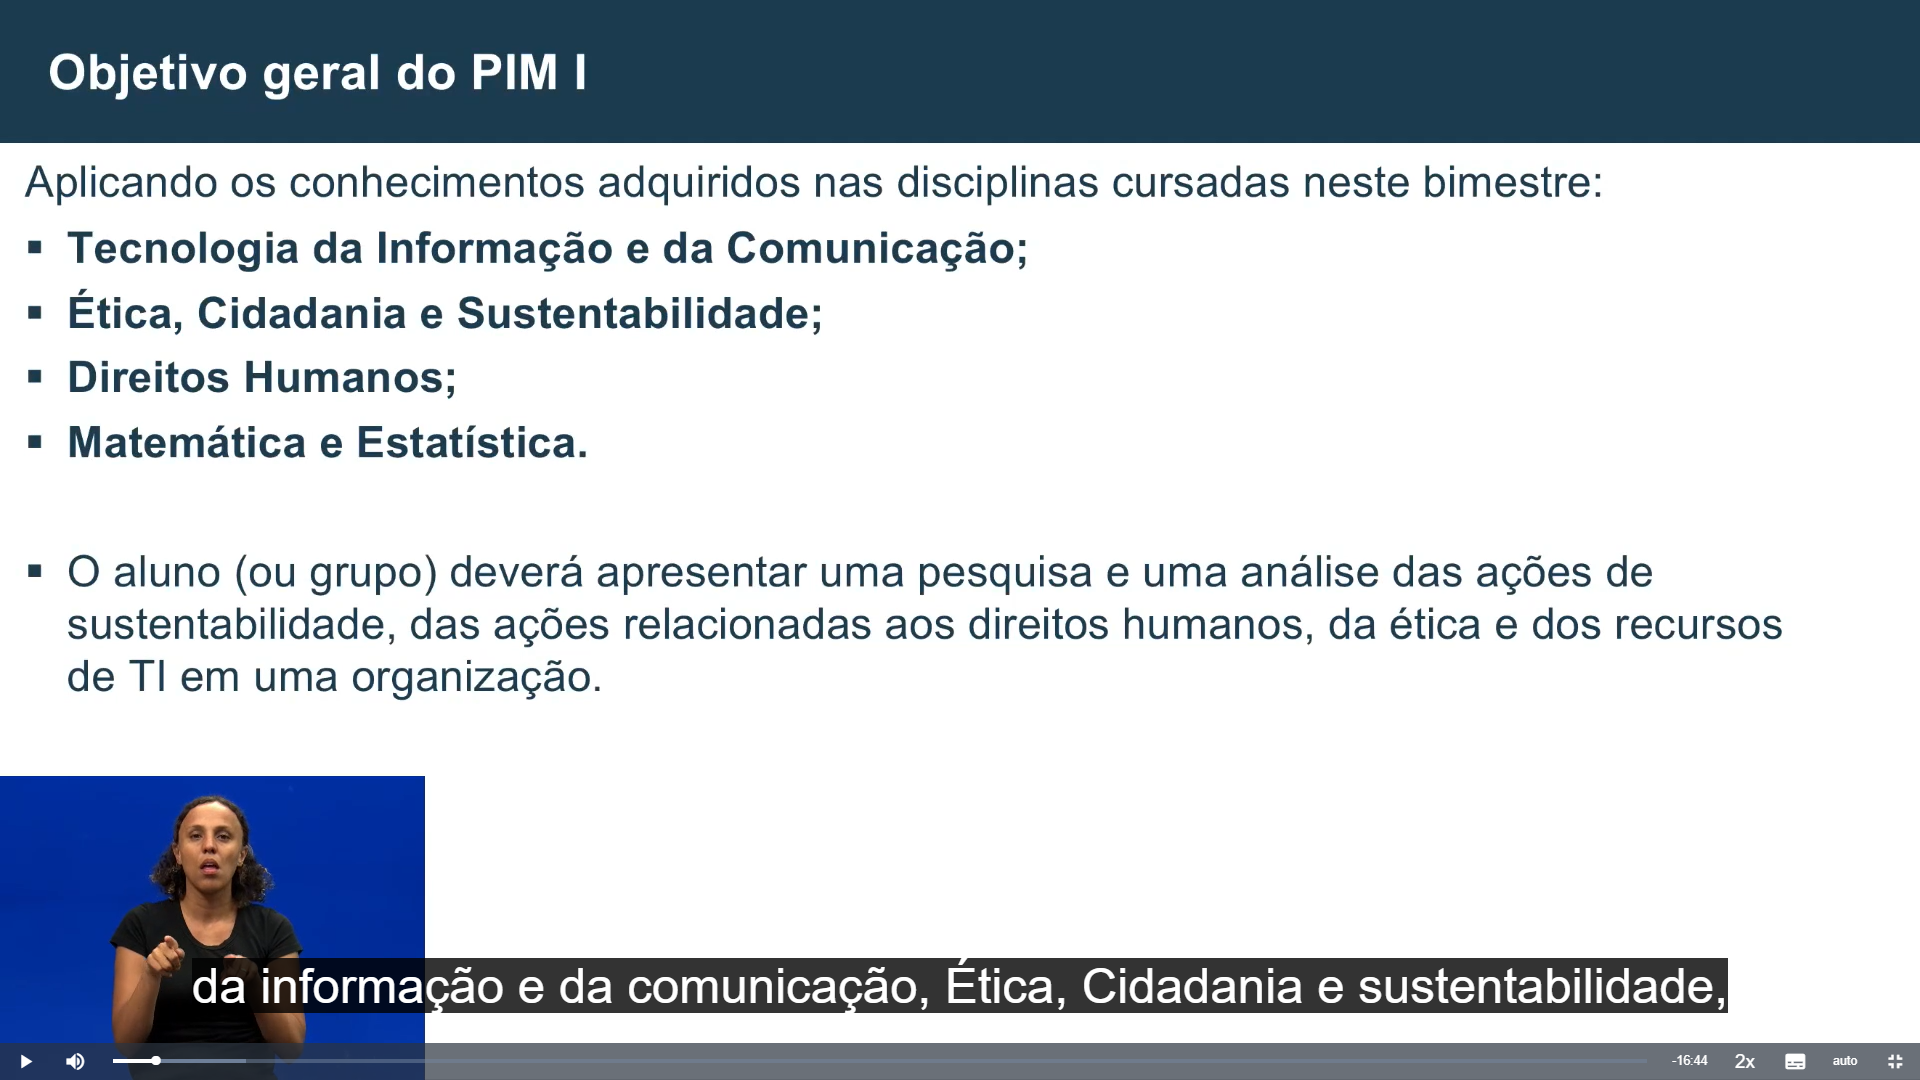 Objetivo geral do PIM I
Aplicando os conhecimentos adquiridos nas disciplinas cursadas neste bimestre:
▪ Tecnologia da Informação e da Comunicação;
▪ Ética, Cidadania e Sustentabilidade;
▪ Direitos Humanos;
▪ Matemática e Estatística.
▪ O aluno (ou grupo) deverá apresentar uma pesquisa e uma análise das ações de
sustentabilidade, das ações relacionadas aos direitos humanos, da ética e dos recursos
de TI em uma organização.
da informação e da comunicação, Ética, Cidadania e sustentabilidade,
-16:44 2x auto